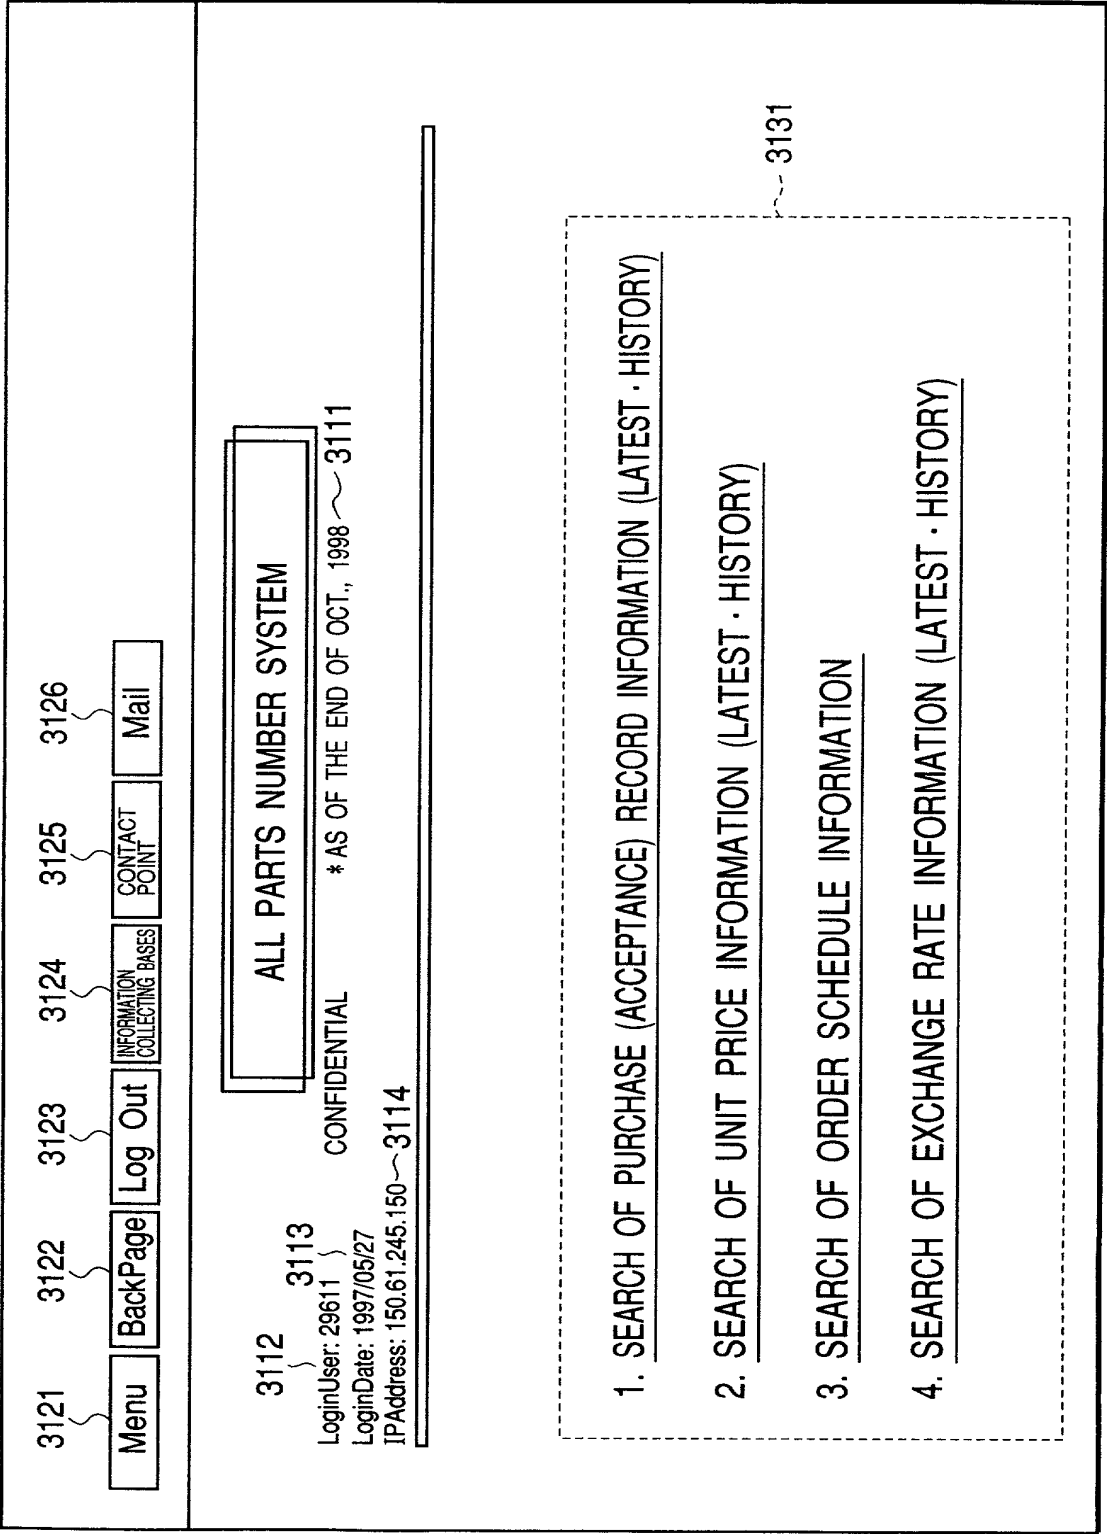 3121 3122 3123 3124 3125 3126
Menu BackPage Log Out INFORMATION COLLECTING BASES CONTACT POINT Mail
ALL PARTS NUMBER SYSTEM
3112 3113
LoginUser: 29611 CONFIDENTIAL * AS OF THE END OF OCT., 1998 3111
LoginDate: 1997/05/27
IPAddress: 150.61.245.150 3114
1. SEARCH OF PURCHASE (ACCEPTANCE) RECORD INFORMATION (LATEST · HISTORY)
2. SEARCH OF UNIT PRICE INFORMATION (LATEST · HISTORY)
3131
3. SEARCH OF ORDER SCHEDULE INFORMATION
4. SEARCH OF EXCHANGE RATE INFORMATION (LATEST · HISTORY)